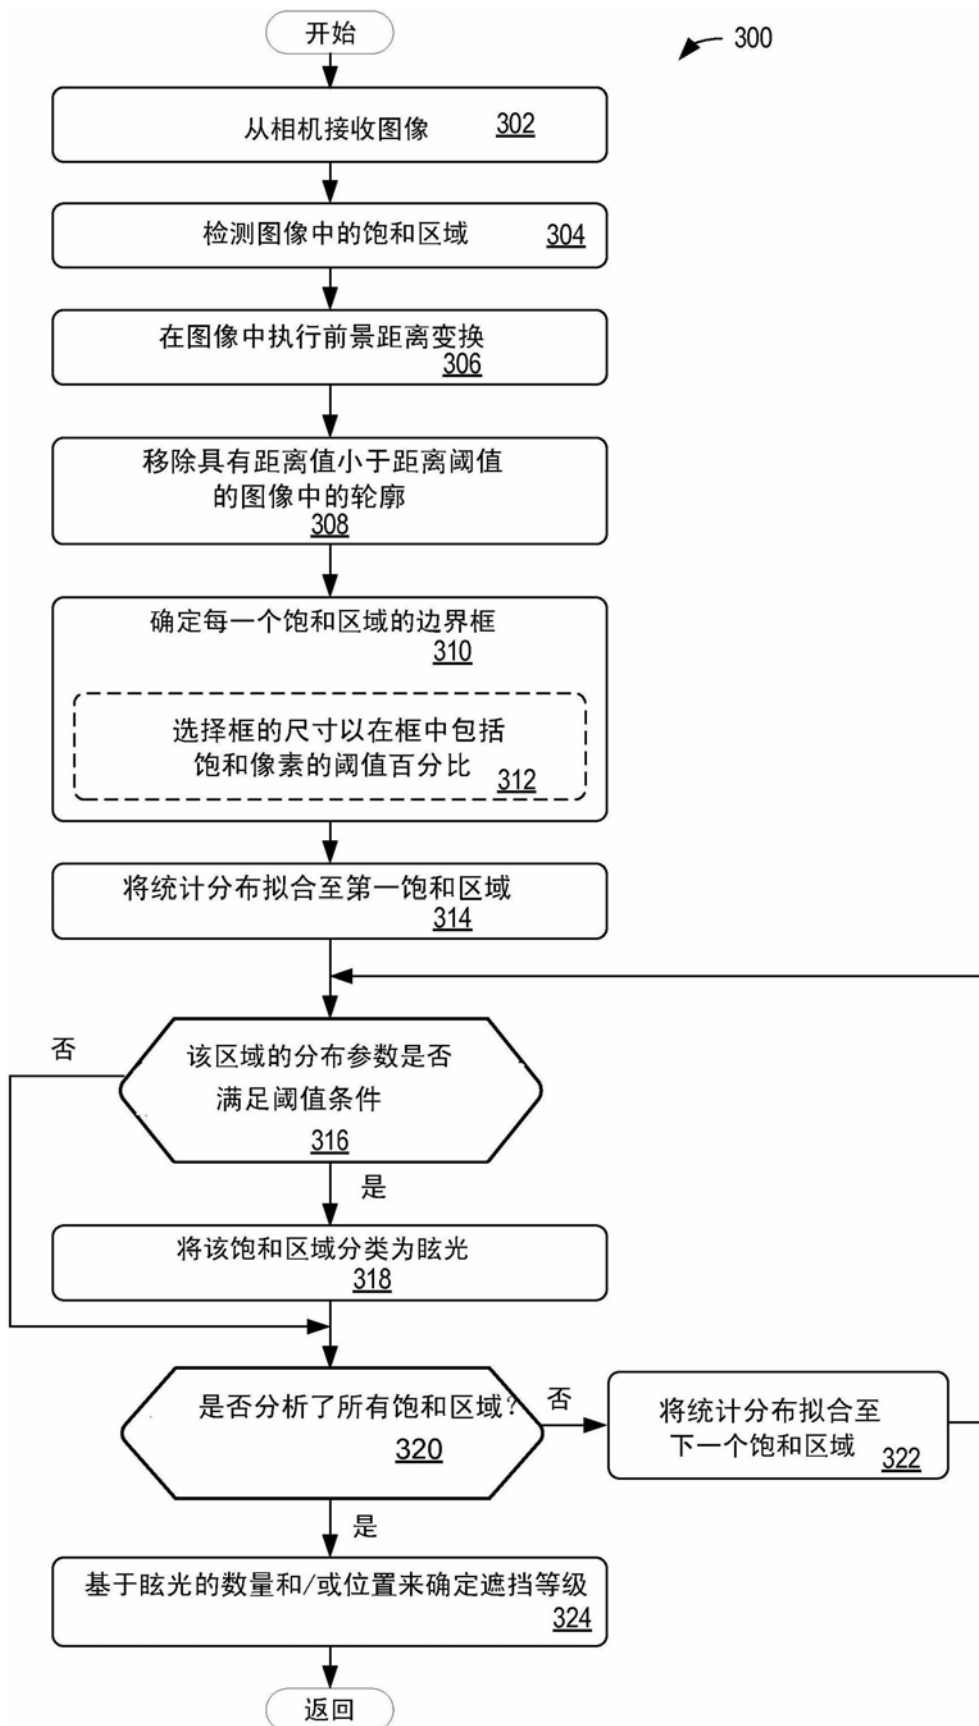 开始
300
从相机接收图像 302
检测图像中的饱和区域 304
在图像中执行前景距离变换
306
移除具有距离值小于距离阈值
的图像中的轮廓
308
确定每一个饱和区域的边界框
310
选择框的尺寸以在框中包括
饱和像素的阈值百分比 312
将统计分布拟合至第一饱和区域
314
否
该区域的分布参数是否
满足阈值条件
316
是
将该饱和区域分类为眩光
318
是否分析了所有饱和区域?
320
否
将统计分布拟合至
下一个饱和区域 322
是
基于眩光的数量和/或位置来确定遮挡等级
324
返回